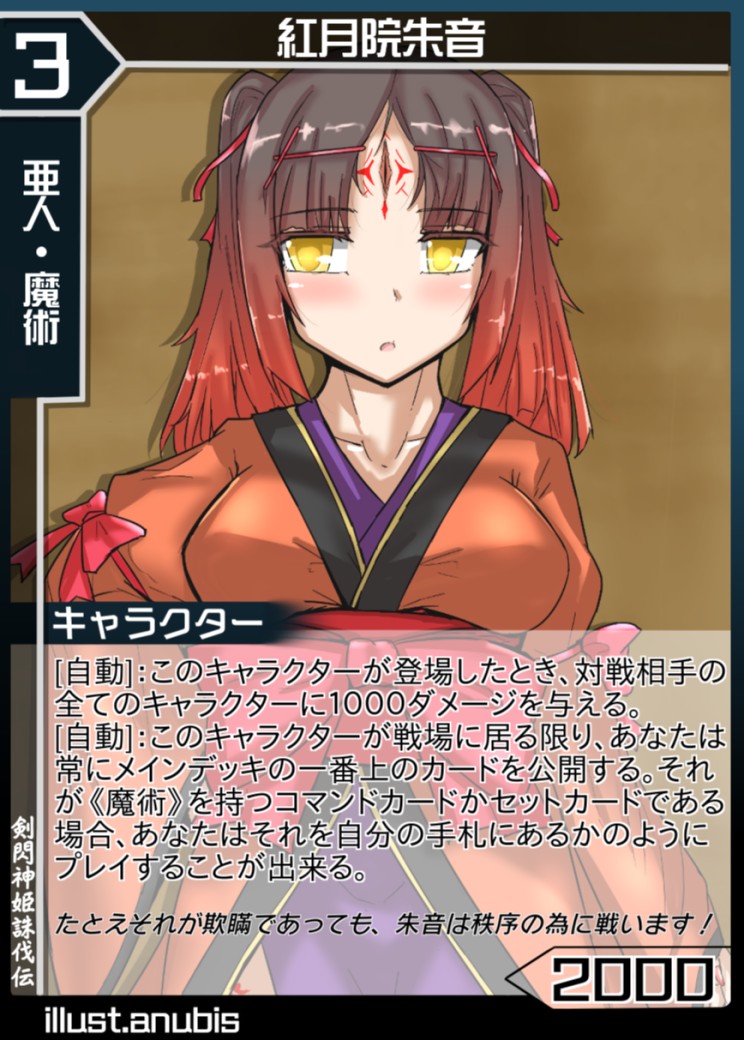 3
紅月院朱音
亜人・魔術
キャラクター
[自動]：このキャラクターが登場したとき、対戦相手の
全てのキャラクターに1000ダメージを与える。
[自動]：このキャラクターが戦場に居る限り、あなたは
常にメインデッキの一番上のカードを公開する。それ
が《魔術》を持つコマンドカードかセットカードである
場合、あなたはそれを自分の手札にあるかのように
プレイすることが出来る。
たとえそれが欺瞞であっても、朱音は秩序の為に戦います！
剣閃神姫誅伐伝
2000
illust.anubis